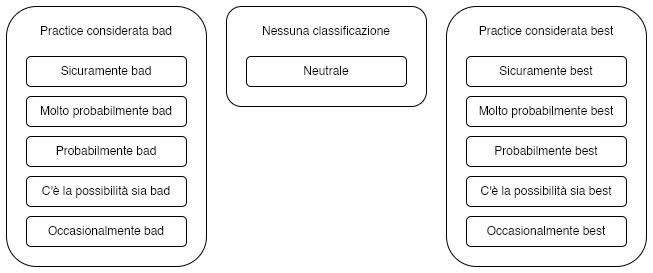 Practice considerata bad
Sicuramente bad
Molto probabilmente bad
Probabilmente bad
C'è la possibilità sia bad
Occasionalmente bad
Nessuna classificazione
Neutrale
Practice considerata best
Sicuramente best
Molto probabilmente best
Probabilmente best
C'è la possibilità sia best
Occasionalmente best